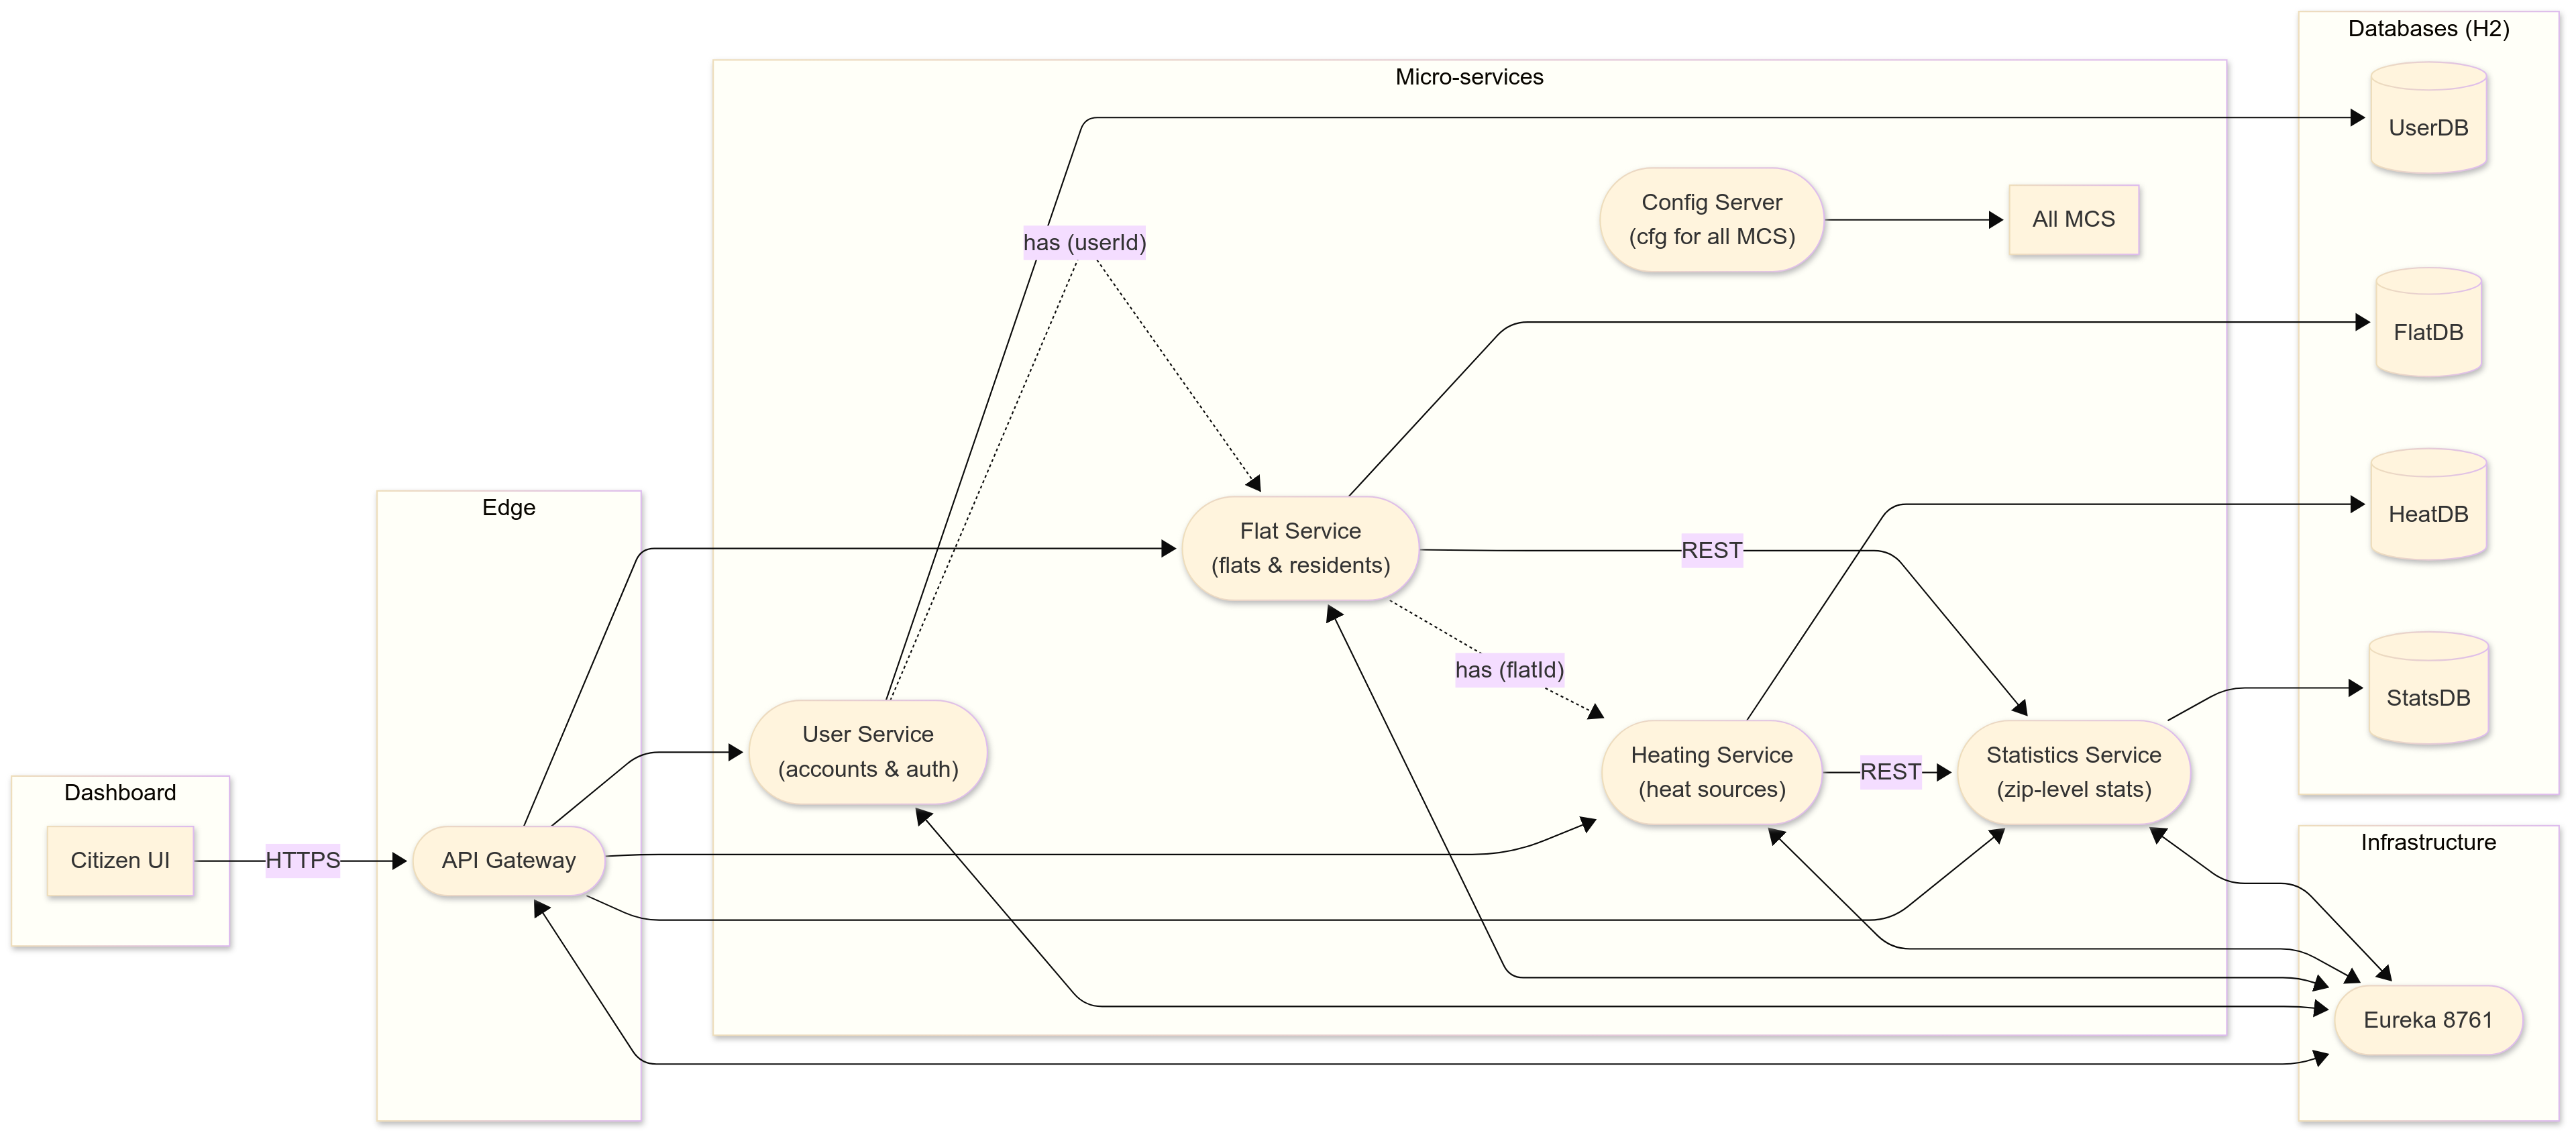 Dashboard
Citizen UI
HTTPS
Edge
API Gateway
Micro-services
has (userId)
Config Server
(cfg for all MCS)
All MCS
Flat Service
(flats & residents)
REST
has (flatId)
User Service
(accounts & auth)
Heating Service
(heat sources)
REST
Statistics Service
(zip-level stats)
Databases (H2)
UserDB
FlatDB
HeatDB
StatsDB
Infrastructure
Eureka 8761